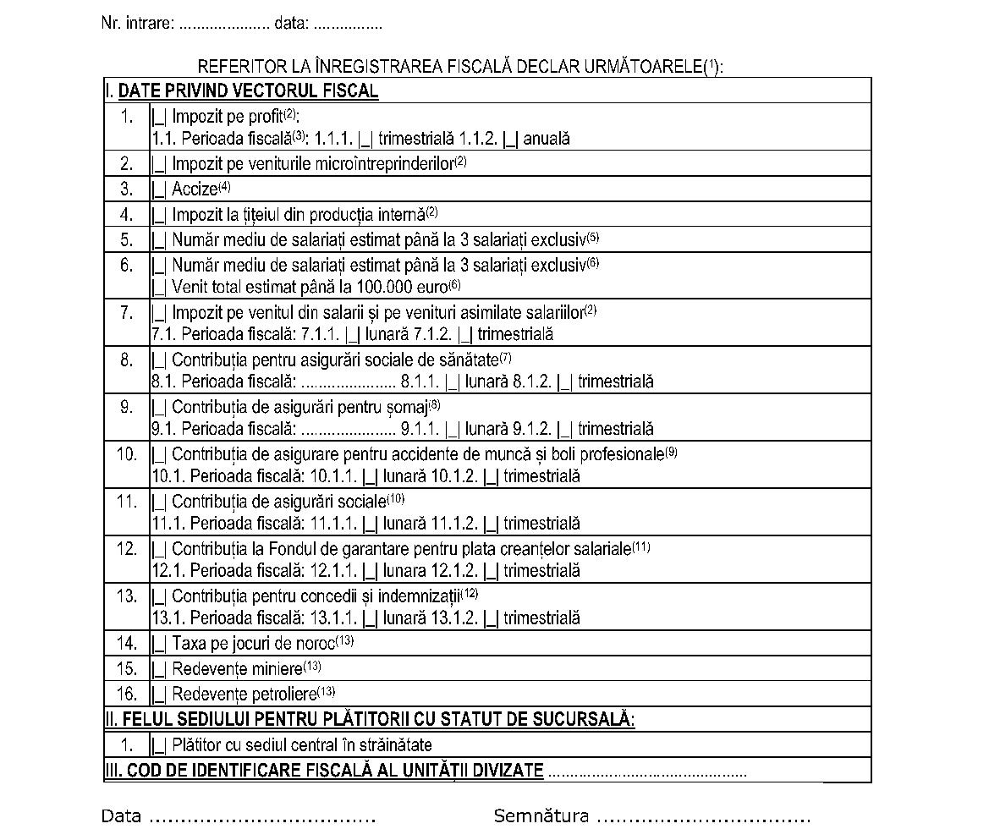 Nr. intrare: ..................... data: ................
REFERITOR LA ÎNREGISTRAREA FISCALĂ DECLAR URMĂTOARELE(1):
I. DATE PRIVIND VECTORUL FISCAL
1. |_| Impozit pe profit(2):
1.1. Perioada fiscală(3): 1.1.1. |_| trimestrială 1.1.2. |_| anuală
2. |_| Impozit pe veniturile microîntreprinderilor(2)
3. |_| Accize(4)
4. |_| Impozit la țițeiul din producția internă(2)
5. |_| Număr mediu de salariați estimat până la 3 salariați exclusiv(5)
6. |_| Număr mediu de salariați estimat până la 3 salariați exclusiv(6)
|_| Venit total estimat până la 100.000 euro(6)
7. |_| Impozit pe venitul din salarii și pe venituri asimilate salariilor(2)
7.1. Perioada fiscală: 7.1.1. |_| lunară 7.1.2. |_| trimestrială
8. |_| Contribuția pentru asigurări sociale de sănătate(7)
8.1. Perioada fiscală: ...................... 8.1.1. |_| lunară 8.1.2. |_| trimestrială
9. |_| Contribuția de asigurări pentru șomaj(8)
9.1. Perioada fiscală: ...................... 9.1.1. |_| lunară 9.1.2. |_| trimestrială
10. |_| Contribuția de asigurare pentru accidente de muncă și boli profesionale(9)
10.1. Perioada fiscală: 10.1.1. |_| lunară 10.1.2. |_| trimestrială
11. |_| Contribuția de asigurări sociale(10)
11.1. Perioada fiscală: 11.1.1. |_| lunară 11.1.2. |_| trimestrială
12. |_| Contribuția la Fondul de garantare pentru plata creanțelor salariale(11)
12.1. Perioada fiscală: 12.1.1. |_| lunara 12.1.2. |_| trimestrială
13. |_| Contribuția pentru concedii și indemnizații(12)
13.1. Perioada fiscală: 13.1.1. |_| lunară 13.1.2. |_| trimestrială
14. |_| Taxa pe jocuri de noroc(13)
15. |_| Redevențe miniere(13)
16. |_| Redevențe petroliere(13)
II. FELUL SEDIULUI PENTRU PLĂTITORII CU STATUT DE SUCURSALĂ:
1. |_| Plătitor cu sediul central în străinătate
III. COD DE IDENTIFICARE FISCALĂ AL UNITĂȚII DIVIZATE .............................................
Data .................................... Semnătura ..................................